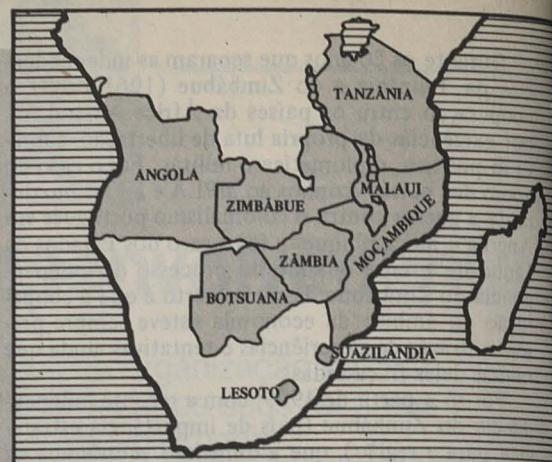 TANZÂNIA
ANGOLA
MALAUI
ZIMBÁBUE
MOÇAMBIQUE
ZÂMBIA
BOTSUANA
SUAZILÂNDIA
LESOTO